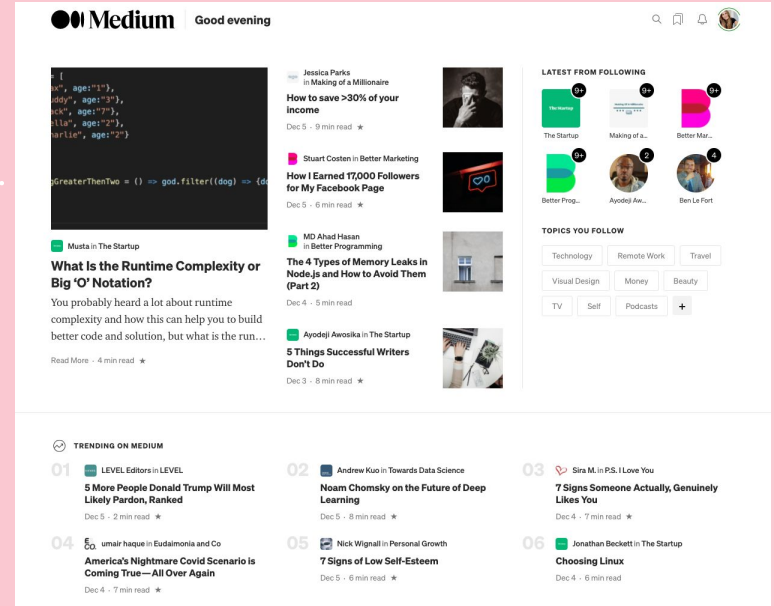 Medium
Good evening
= [
ax", age:"1"},
uddy", age:"3"},
ack", age:"7"},
ella", age:"2"},
harlie", age:"2"}
gGreaterThenTwo = () => god.filter((dog) => {do
Musta in The Startup
What Is the Runtime Complexity or
Big ‘O’ Notation?
You probably heard a lot about runtime
complexity and how this can help you to build
better code and solution, but what is the run…
Read More · 4 min read ★
Jessica Parks
in Making of a Millionaire
How to save >30% of your
income
Dec 5 · 9 min read ★
Stuart Costen in Better Marketing
How I Earned 17,000 Followers
for My Facebook Page
Dec 5 · 6 min read ★
MD Ahad Hasan
in Better Programming
The 4 Types of Memory Leaks in
Node.js and How to Avoid Them
(Part 2)
Dec 4 · 5 min read
Ayodeji Awosika in The Startup
5 Things Successful Writers
Don’t Do
Dec 3 · 8 min read ★
LATEST FROM FOLLOWING
9+ 9+ 9+
The Startup
The Startup Making of a… Better Mar…
9+ 2 4
Better Prog… Ayodeji Aw… Ben Le Fort
TOPICS YOU FOLLOW
Technology Remote Work Travel
Visual Design Money Beauty
TV Self Podcasts +
TRENDING ON MEDIUM
01 LEVEL Editors in LEVEL
5 More People Donald Trump Will Most
Likely Pardon, Ranked
Dec 5 · 2 min read ★
02 Andrew Kuo in Towards Data Science
Noam Chomsky on the Future of Deep
Learning
Dec 5 · 8 min read ★
03 Sira M. in P.S. I Love You
7 Signs Someone Actually, Genuinely
Likes You
Dec 4 · 7 min read ★
04 E, CO. umair haque in Eudaimonia and Co
America’s Nightmare Covid Scenario is
Coming True — All Over Again
Dec 4 · 7 min read ★
05 Nick Wignall in Personal Growth
7 Signs of Low Self-Esteem
Dec 5 · 6 min read ★
06 Jonathan Beckett in The Startup
Choosing Linux
Dec 4 · 6 min read